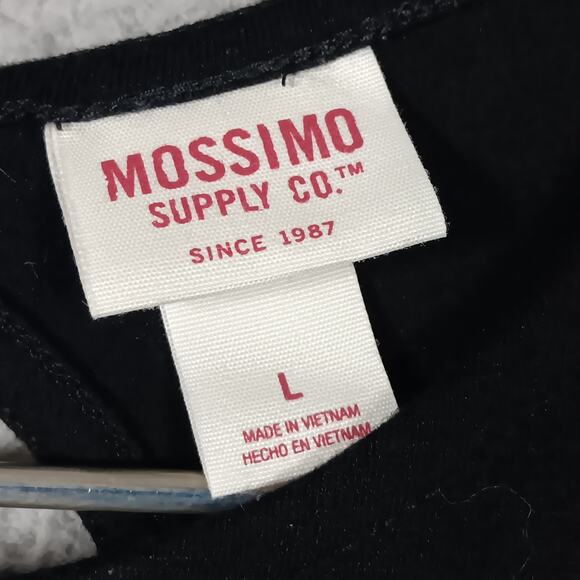 MOSSIMO
SUPPLY CO.™
SINCE 1987
L
MADE IN VIETNAM
HECHO EN VIETNAM